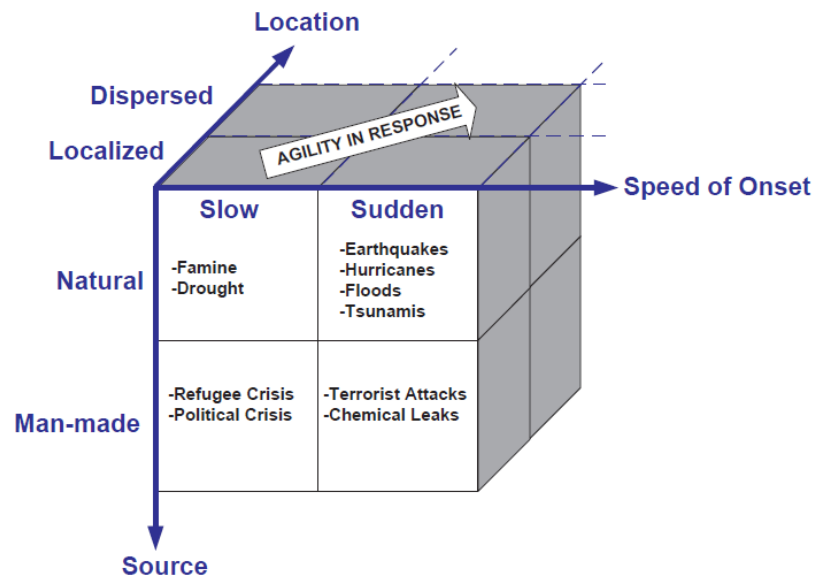 Location
Dispersed
Localized
AGILITY IN RESPONSE
Speed of Onset
Slow
Sudden
Natural
-Famine
-Drought
-Earthquakes
-Hurricanes
-Floods
-Tsunamis
Man-made
-Refugee Crisis
-Political Crisis
-Terrorist Attacks
-Chemical Leaks
Source